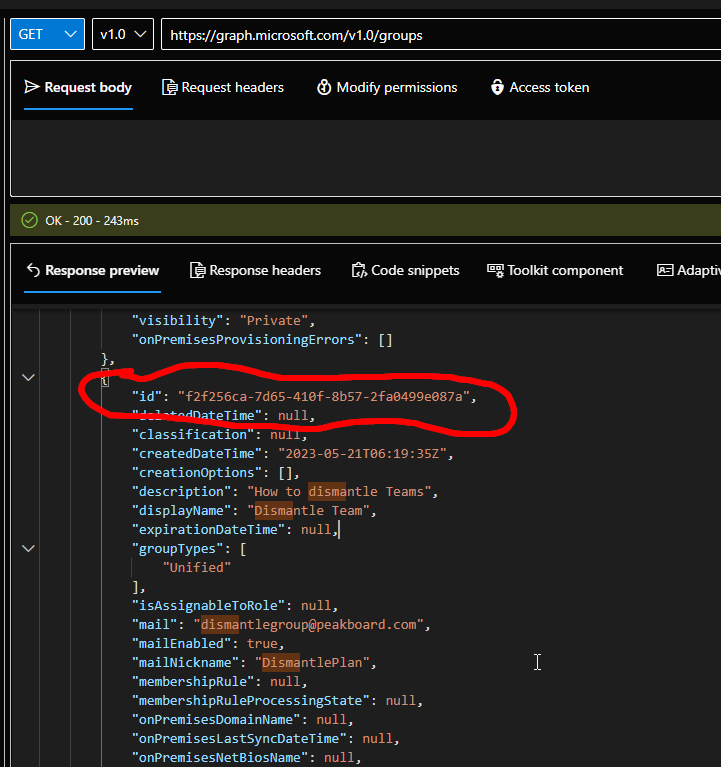 GET v1.0 https://graph.microsoft.com/v1.0/groups
Request body Request headers Modify permissions Access token
OK - 200 - 243ms
Response preview Response headers Code snippets Toolkit component Adaptiv
"visibility": "Private",
"onPremisesProvisioningErrors": []
},
{
"id": "f2f256ca-7d65-410f-8b57-2fa0499e087a",
"deletedDateTime": null,
"classification": null,
"createdDateTime": "2023-05-21T06:19:35Z",
"creationOptions": [],
"description": "How to dismantle Teams",
"displayName": "Dismantle Team",
"expirationDateTime": null,
"groupTypes": [
"Unified"
],
"isAssignableToRole": null,
"mail": "dismantlegroup@peakboard.com",
"mailEnabled": true,
"mailNickname": "DismantlePlan",
"membershipRule": null,
"membershipRuleProcessingState": null,
"onPremisesDomainName": null,
"onPremisesLastSyncDateTime": null,
"onPremisesNetBiosName": null,